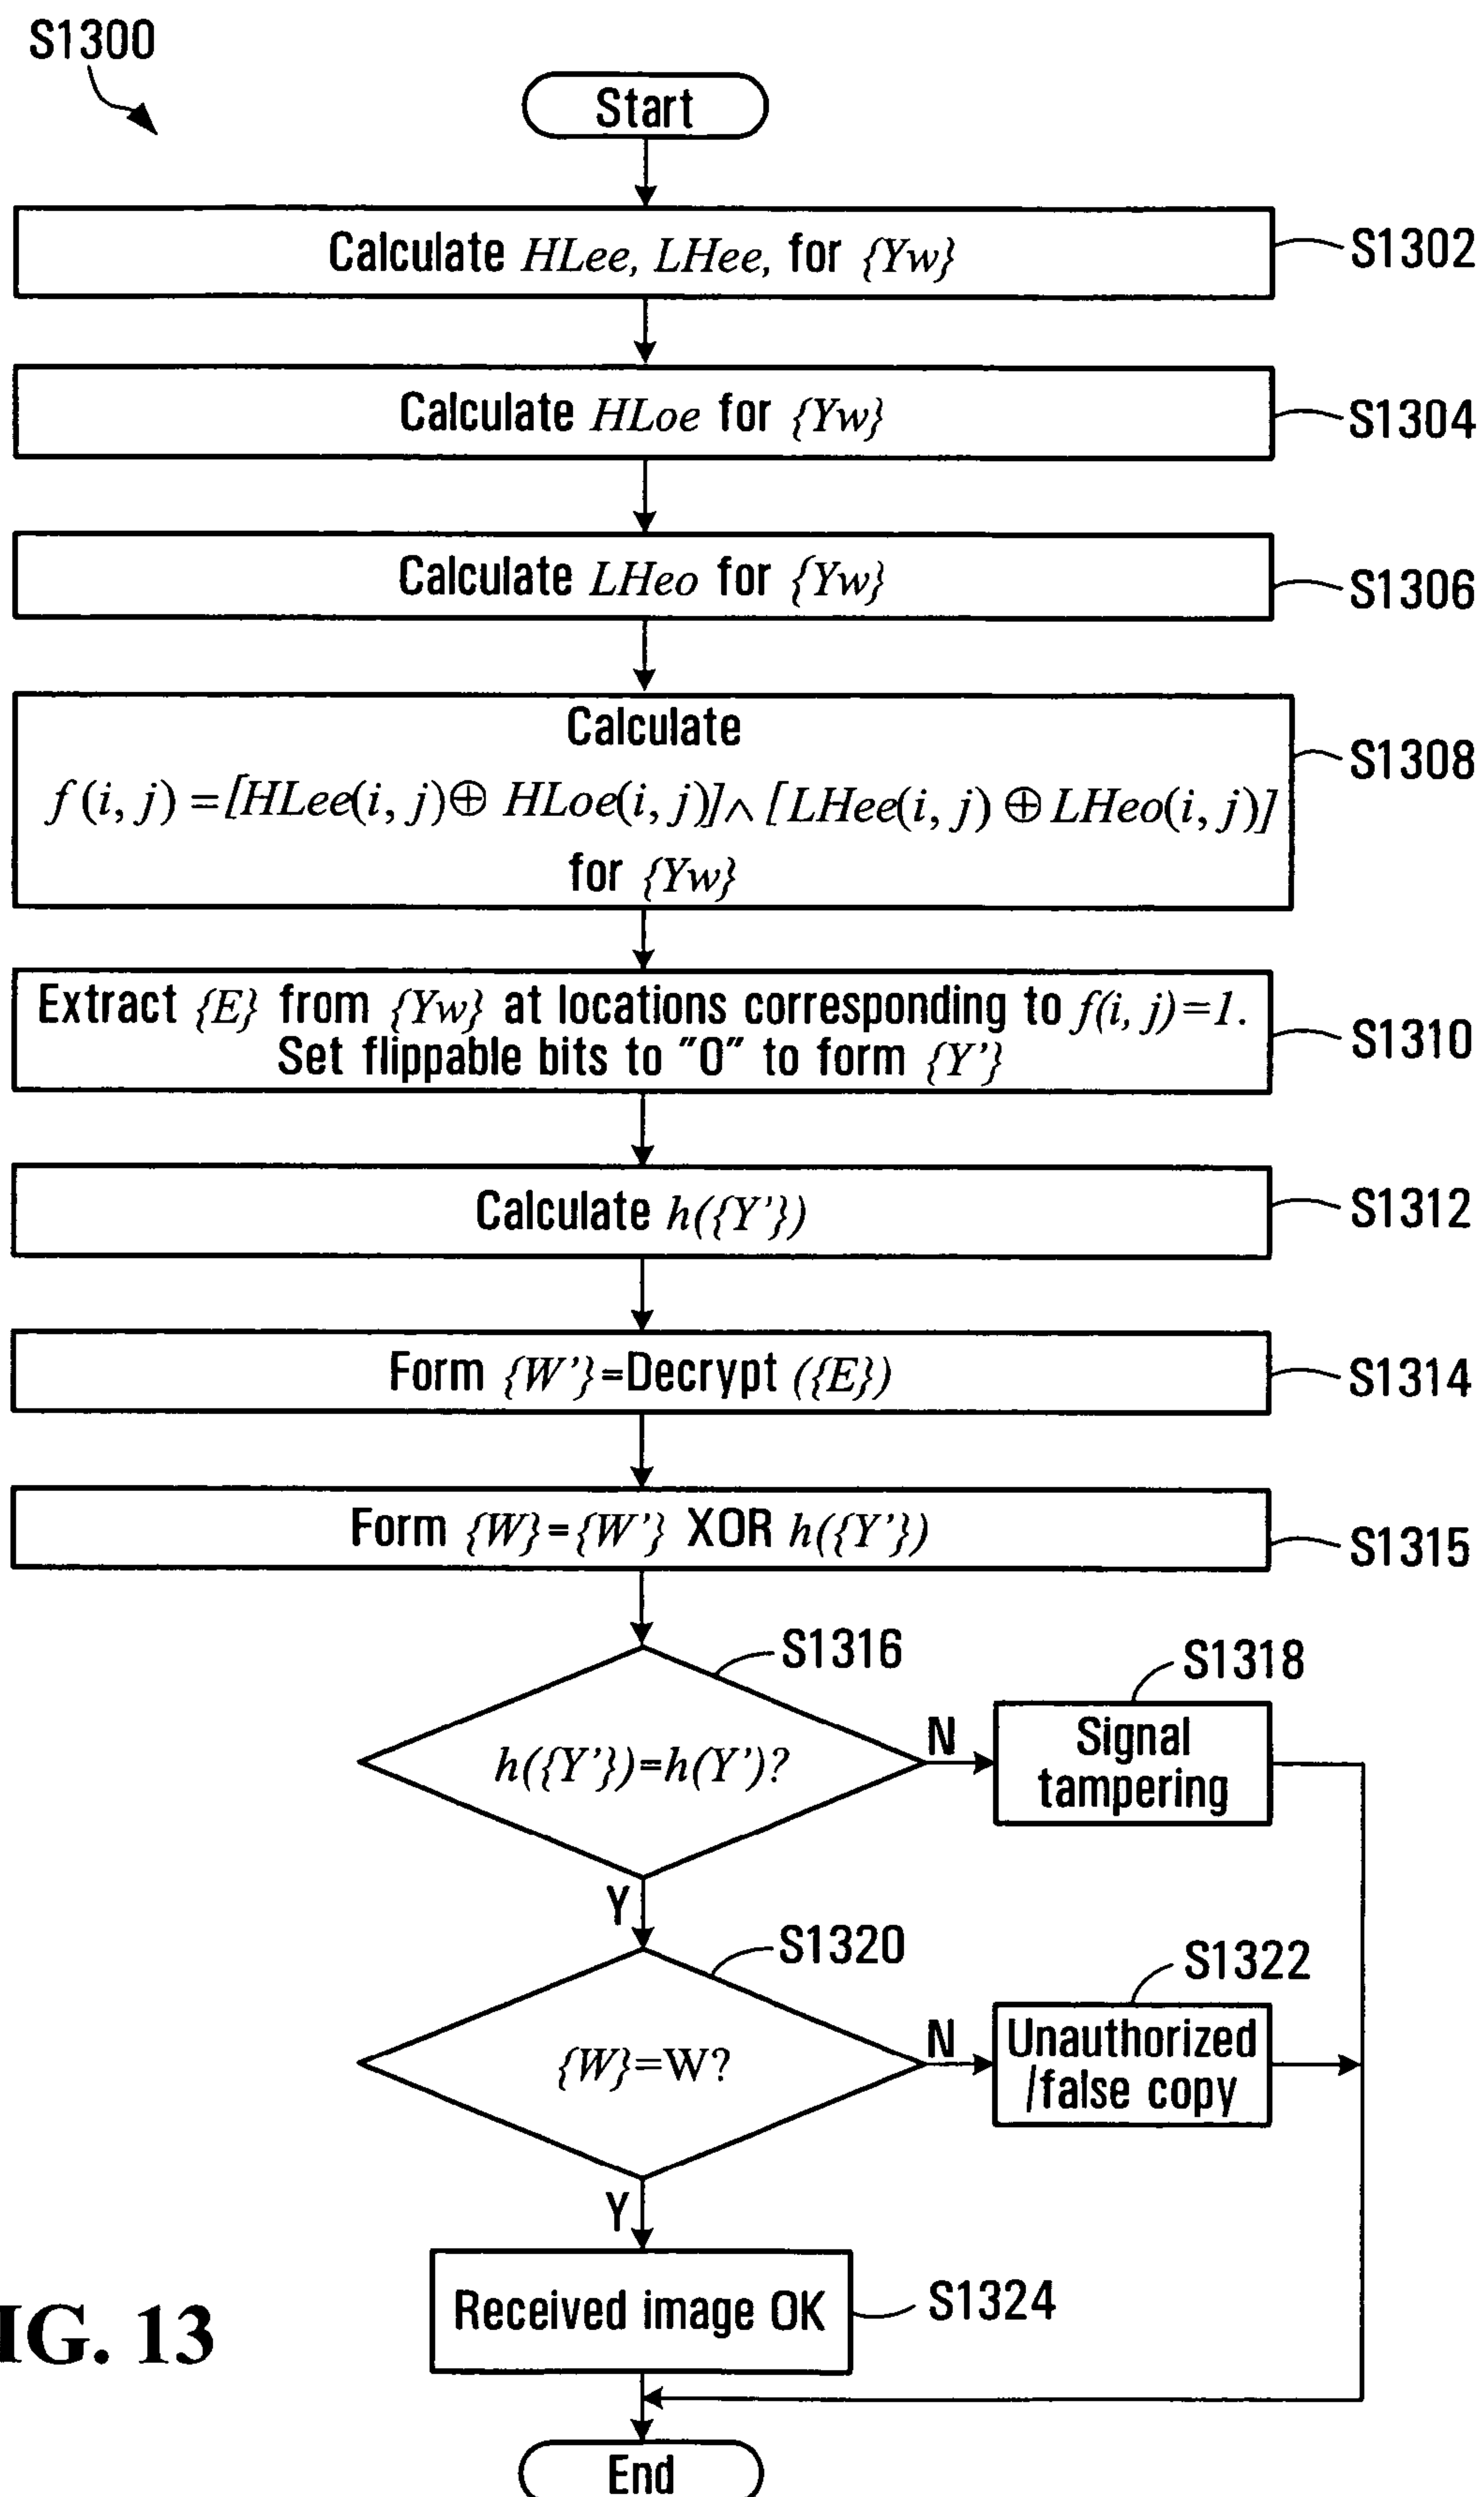 S1300
Start
Calculate HLee, LHee, for {Yw}
S1302
Calculate HLoe for {Yw}
S1304
Calculate LHeo for {Yw}
S1306
Calculate
f(i, j) =[HLee(i, j)⊕ HLoe(i, j)]∧ [LHee(i, j) ⊕ LHeo(i, j)]
for {Yw}
S1308
Extract {E} from {Yw} at locations corresponding to f(i, j)=1.
Set flippable bits to "0" to form {Y'}
S1310
Calculate h({Y'})
S1312
Form {W'}=Decrypt ({E})
S1314
Form {W}={W'} XOR h({Y'})
S1315
S1316
h({Y'})=h(Y')?
N
S1318
Signal
tampering
Y
S1320
{W}=W?
N
S1322
Unauthorized
/false copy
Y
Received image OK
S1324
IG. 13
End